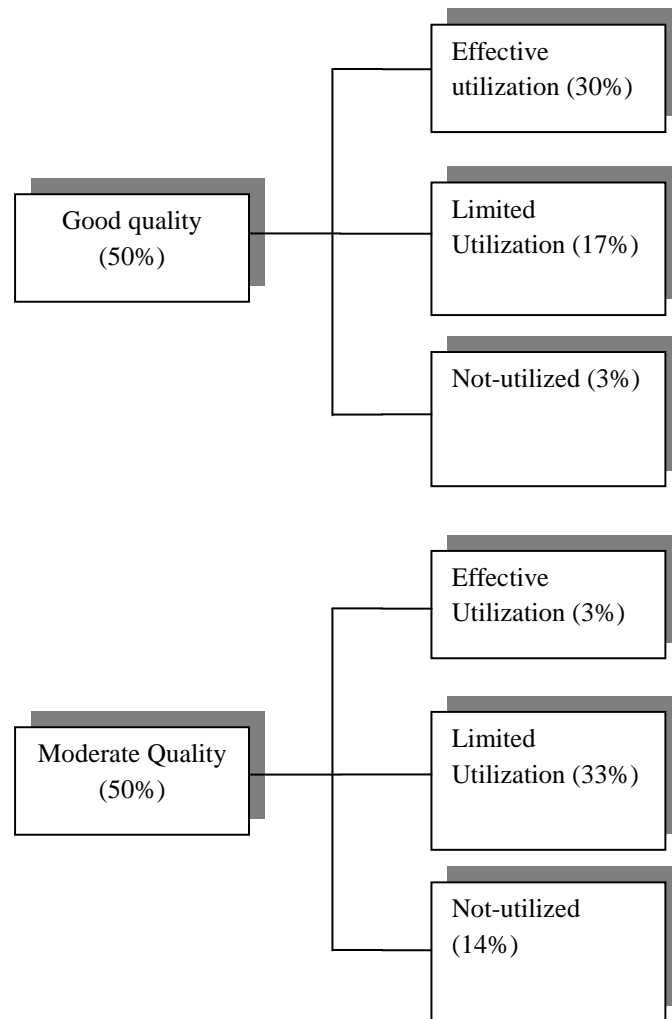 Good quality
(50%)
Effective
utilization (30%)
Limited
Utilization (17%)
Not-utilized (3%)
Moderate Quality
(50%)
Effective
Utilization (3%)
Limited
Utilization (33%)
Not-utilized
(14%)